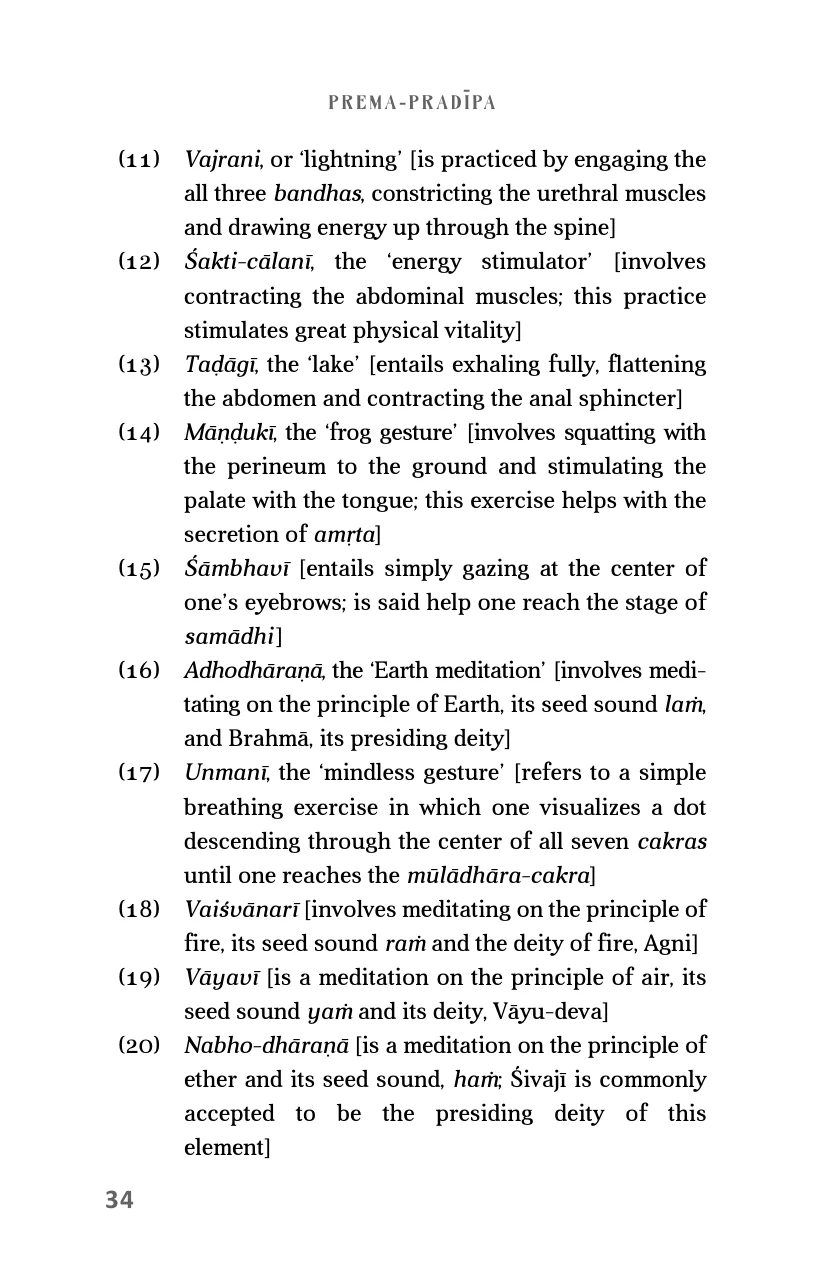 PREMA-PRADĪPA
(11) Vajrani, or ‘lightning’ [is practiced by engaging the
all three bandhas, constricting the urethral muscles
and drawing energy up through the spine]
(12) Śakti-cālanī, the ‘energy stimulator’ [involves
contracting the abdominal muscles; this practice
stimulates great physical vitality]
(13) Taḍāgī, the ‘lake’ [entails exhaling fully, flattening
the abdomen and contracting the anal sphincter]
(14) Māṇḍukī, the ‘frog gesture’ [involves squatting with
the perineum to the ground and stimulating the
palate with the tongue; this exercise helps with the
secretion of amṛta]
(15) Śāmbhavī [entails simply gazing at the center of
one’s eyebrows; is said help one reach the stage of
samādhi]
(16) Adhodhāraṇā, the ‘Earth meditation’ [involves medi-
tating on the principle of Earth, its seed sound laṁ,
and Brahmā, its presiding deity]
(17) Unmanī, the ‘mindless gesture’ [refers to a simple
breathing exercise in which one visualizes a dot
descending through the center of all seven cakras
until one reaches the mūlādhāra-cakra]
(18) Vaiśvānarī [involves meditating on the principle of
fire, its seed sound raṁ and the deity of fire, Agni]
(19) Vāyavī [is a meditation on the principle of air, its
seed sound yaṁ and its deity, Vāyu-deva]
(20) Nabho-dhāraṇā [is a meditation on the principle of
ether and its seed sound, haṁ; Śivajī is commonly
accepted to be the presiding deity of this
element]
34